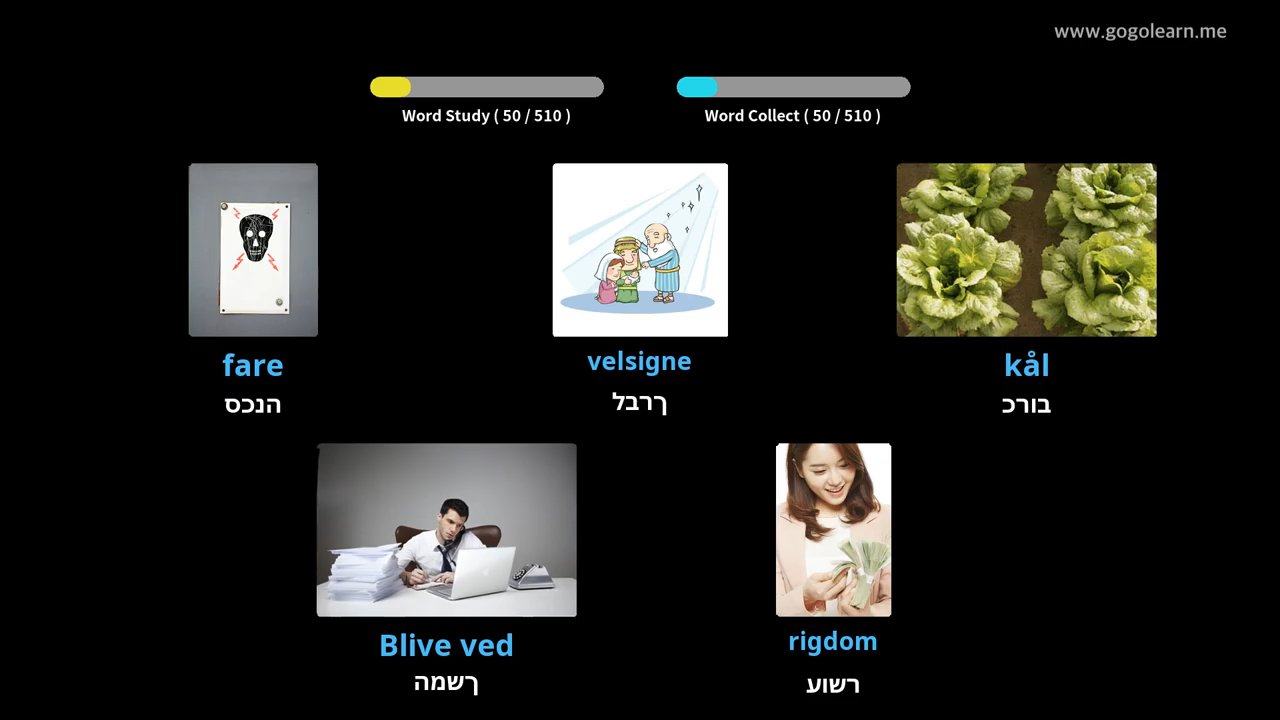 www.gogolearn.me
Word Study ( 50 / 510 )
Word Collect ( 50 / 510 )
fare
הנכס
velsigne
ךרבל
kål
בורכ
Blive ved
ךשמה
rigdom
רשוע